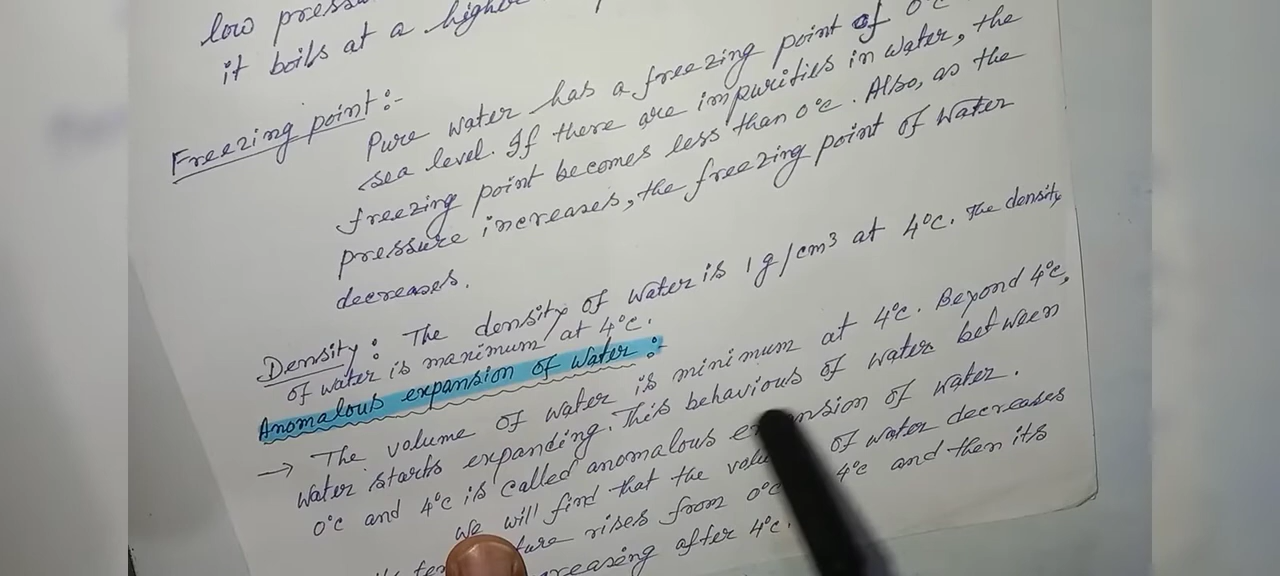 low pressu
it boils at a higher
Freezing point :-
Pure water has a freezing point of 0°c
sea level. If there are impurities in water, the
freezing point becomes less than 0°c. Also, as the
pressure increases, the freezing point of water
decreases.
Density : The density of water is 1 g/cm³ at 4°c. The density
of water is maximum at 4°c.
Anomalous expansion of water :-
→ The volume of water is minimum at 4°c. Beyond 4°c,
water starts expanding. This behaviour of water between
0°c and 4°c is called anomalous expansion of water.
We will find that the volu of water decreases
ture rises from 0°c 4°c and then its
creasing after 4°c.